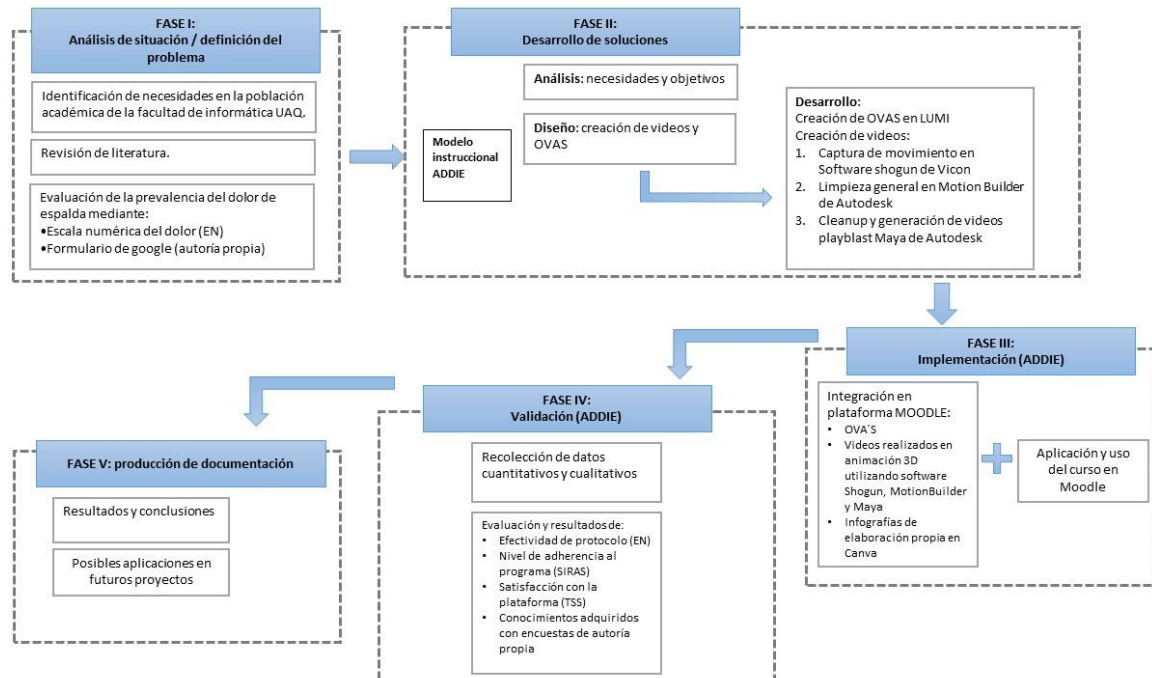 FASE I:
Análisis de situación / definición del
problema
Identificación de necesidades en la población
académica de la facultad de informática UAQ.
Revisión de literatura.
Evaluación de la prevalencia del dolor de
espalda mediante:
•Escala numérica del dolor (EN)
•Formulario de google (autoría propia)
FASE II:
Desarrollo de soluciones
Modelo
instruccional
ADDIE
Análisis: necesidades y objetivos
Diseño: creación de videos y
OVAS
Desarrollo:
Creación de OVAS en LUMI
Creación de videos:
1. Captura de movimiento en
Software shogun de Vicon
2. Limpieza general en Motion Builder
de Autodesk
3. Cleanup y generación de videos
playblast Maya de Autodesk
FASE III:
Implementación (ADDIE)
Integración en
plataforma MOODLE:
• OVA´S
• Videos realizados en
animación 3D
utilizando software
Shogun, MotionBuilder
y Maya
• Infografías de
elaboración propia en
Canva
Aplicación y uso
del curso en
Moodle
FASE IV:
Validación (ADDIE)
Recolección de datos
cuantitativos y cualitativos
Evaluación y resultados de:
• Efectividad de protocolo (EN)
• Nivel de adherencia al
programa (SIRAS)
• Satisfacción con la
plataforma (TSS)
• Conocimientos adquiridos
con encuestas de autoría
propia
FASE V: producción de documentación
Resultados y conclusiones
Posibles aplicaciones en
futuros proyectos